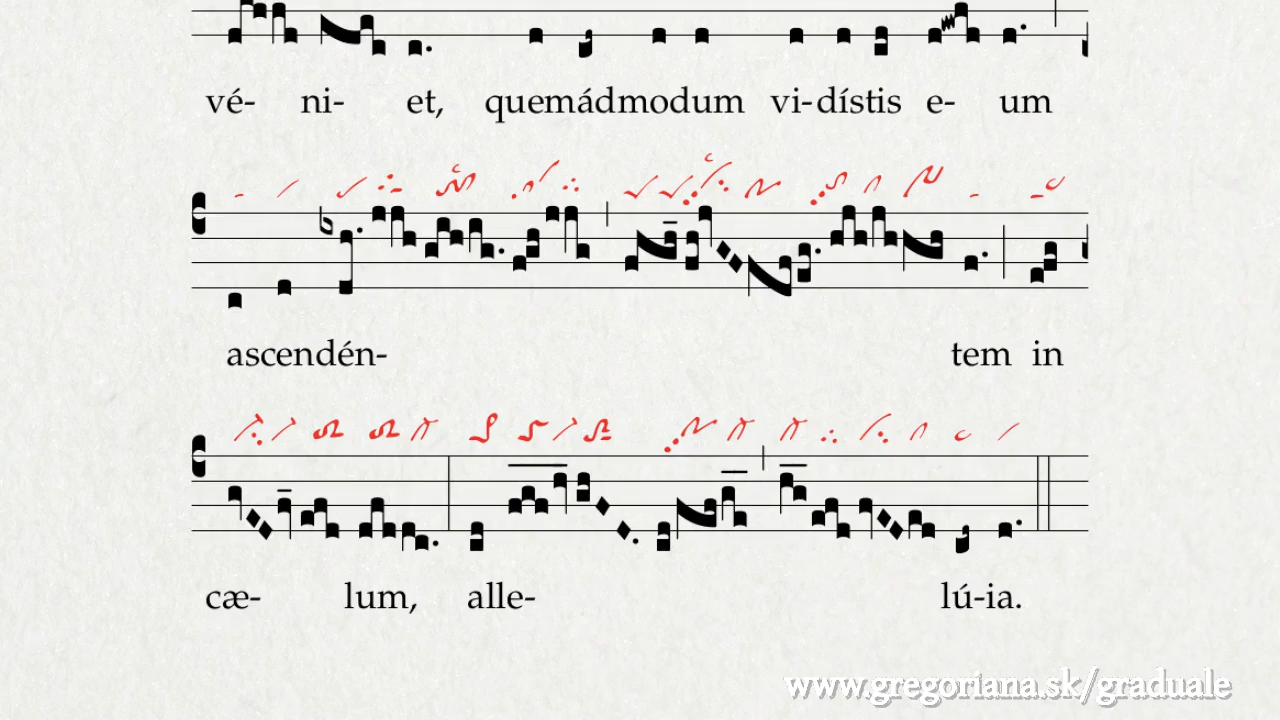 vé- ni- et, quemádmodum vi-dístis e- um
ascendén- tem in
cæ- lum, alle- lú-ia.
www.gregoriana.sk/graduale